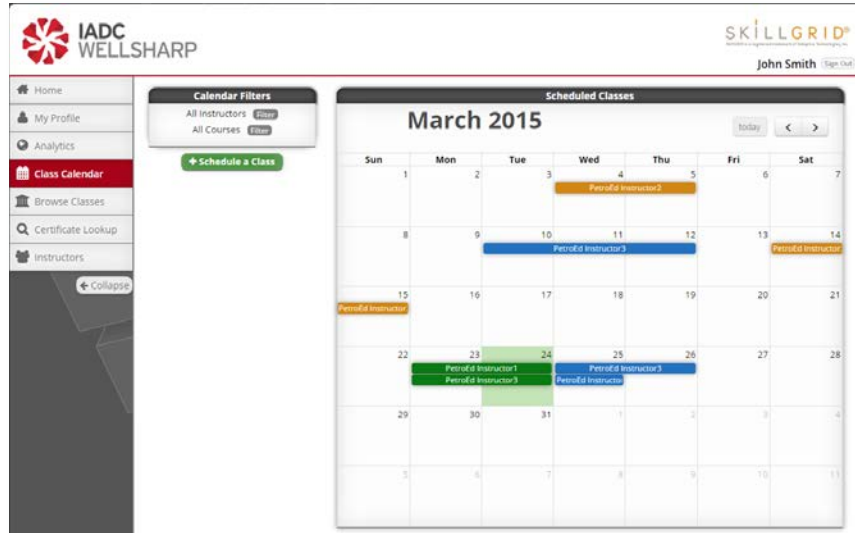 IADC
WELLSHARP
SKILLGRID®
John Smith Sign Out
Home
My Profile
Analytics
Class Calendar
Browse Classes
Certificate Lookup
Instructors
Collapse
Calendar Filters
All Instructors Filter
All Courses Filter
+ Schedule a Class
Scheduled Classes
March 2015
today
Sun Mon Tue Wed Thu Fri Sat
1 2 3 4 5 6 7
PetroEd Instructor2
8 9 10 11 12 13 14
PetroEd Instructor3 PetroEd Instructor
15 16 17 18 19 20 21
PetroEd Instructor
22 23 24 25 26 27 28
PetroEd Instructor1 PetroEd Instructor3
PetroEd Instructor3 PetroEd Instructo
29 30 31 1 2 3 4
5 6 7 8 9 10 11